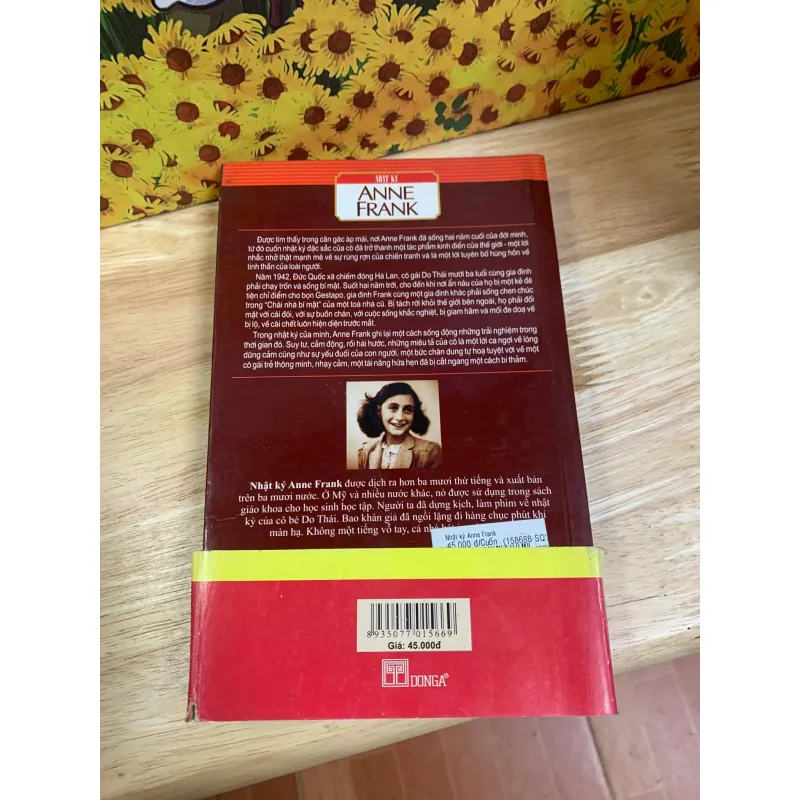 NHẬT KÝ
ANNE
FRANK
Được tìm thấy trong căn gác áp mái, nơi Anne Frank đã sống hai năm cuối của đời mình,
từ đó cuốn nhật ký đặc sắc của cô đã trở thành một tác phẩm kinh điển của thế giới - một lời
nhắc nhở thật mạnh mẽ về sự rùng rợn của chiến tranh và là một lời tuyên bố hùng hồn về
tinh thần của loài người.
Năm 1942, Đức Quốc xã chiếm đóng Hà Lan, cô gái Do Thái mười ba tuổi cùng gia đình
phải chạy trốn và sống bí mật. Suốt hai năm trời, cho đến khi nơi ẩn náu của họ bị một kẻ đê
tiện chỉ điểm cho bọn Gestapo, gia đình Frank cùng một gia đình khác phải sống chen chúc
trong "Chái nhà bí mật" của một toà nhà cũ. Bị tách rời khỏi thế giới bên ngoài, họ phải đối
mặt với cái đói, với sự buồn chán, với cuộc sống khắc nghiệt, bị giam hãm và mối đe doạ về
bị lộ, về cái chết luôn hiện diện trước mắt.
Trong nhật ký của mình, Anne Frank ghi lại một cách sống động những trải nghiệm trong
thời gian đó. Suy tư, cảm động, rồi hài hước, những miêu tả của cô là một lời ca ngợi về lòng
dũng cảm cũng như sự yếu đuối của con người, một bức chân dung tự hoạ tuyệt vời về một
cô gái trẻ thông minh, nhạy cảm, một tài năng hứa hẹn đã bị cắt ngang một cách bi thảm.
Nhật ký Anne Frank được dịch ra hơn ba mươi thứ tiếng và xuất bản
trên ba mươi nước. Ở Mỹ và nhiều nước khác, nó được sử dụng trong sách
giáo khoa cho học sinh học tập. Người ta đã dựng kịch, làm phim về nhật
ký của cô bé Do Thái. Bao khán giả đã ngồi lặng đi hàng chục phút khi
màn hạ. Không một tiếng vỗ tay, cả nhà
Nhật ký Anne Frank
45.000 đ/Cuốn (158688-SQ
8935077015669
Giá: 45.000đ
DONGA®